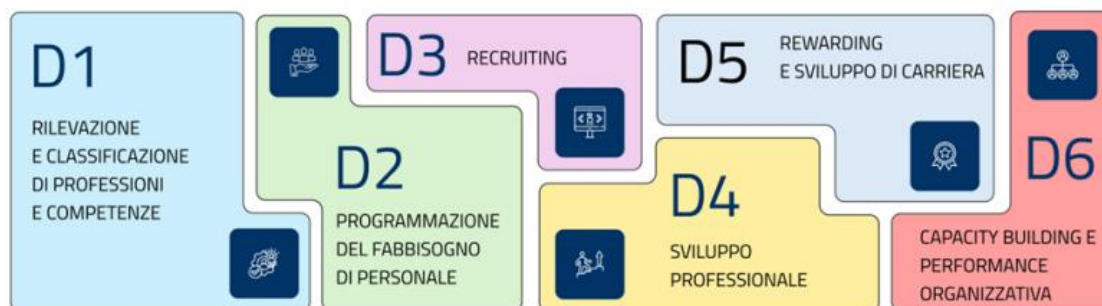 D1
RILEVAZIONE
E CLASSIFICAZIONE
DI PROFESSIONI
E COMPETENZE
D2
PROGRAMMAZIONE
DEL FABBISOGNO
DI PERSONALE
D3 RECRUITING
D4
SVILUPPO
PROFESSIONALE
D5 REWARDING
E SVILUPPO DI CARRIERA
D6
CAPACITY BUILDING E
PERFORMANCE
ORGANIZZATIVA